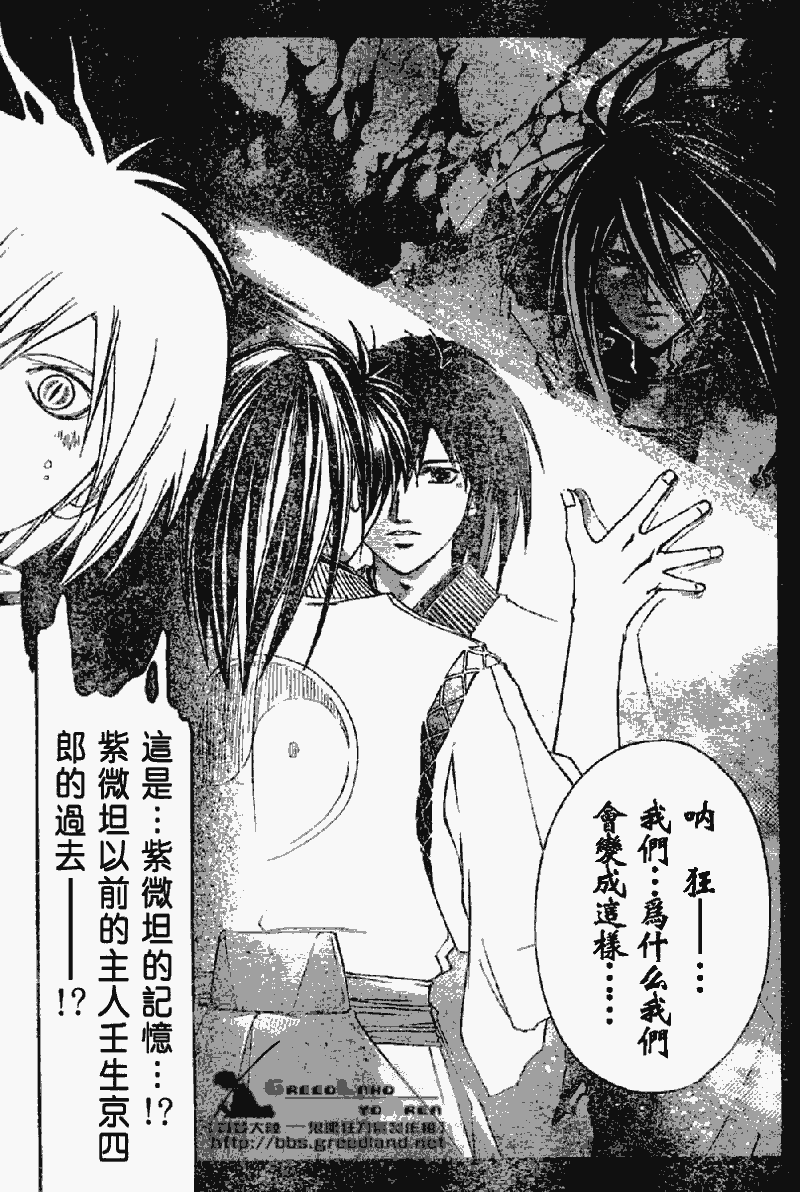 吶 狂——…
我們…為什么我們
會變成這樣……
這是…紫微坦的記憶…!?
紫微坦以前的主人壬生京四
郎的過去——!?
GREEDLAND
YO REN
http://bbs.greedland.net